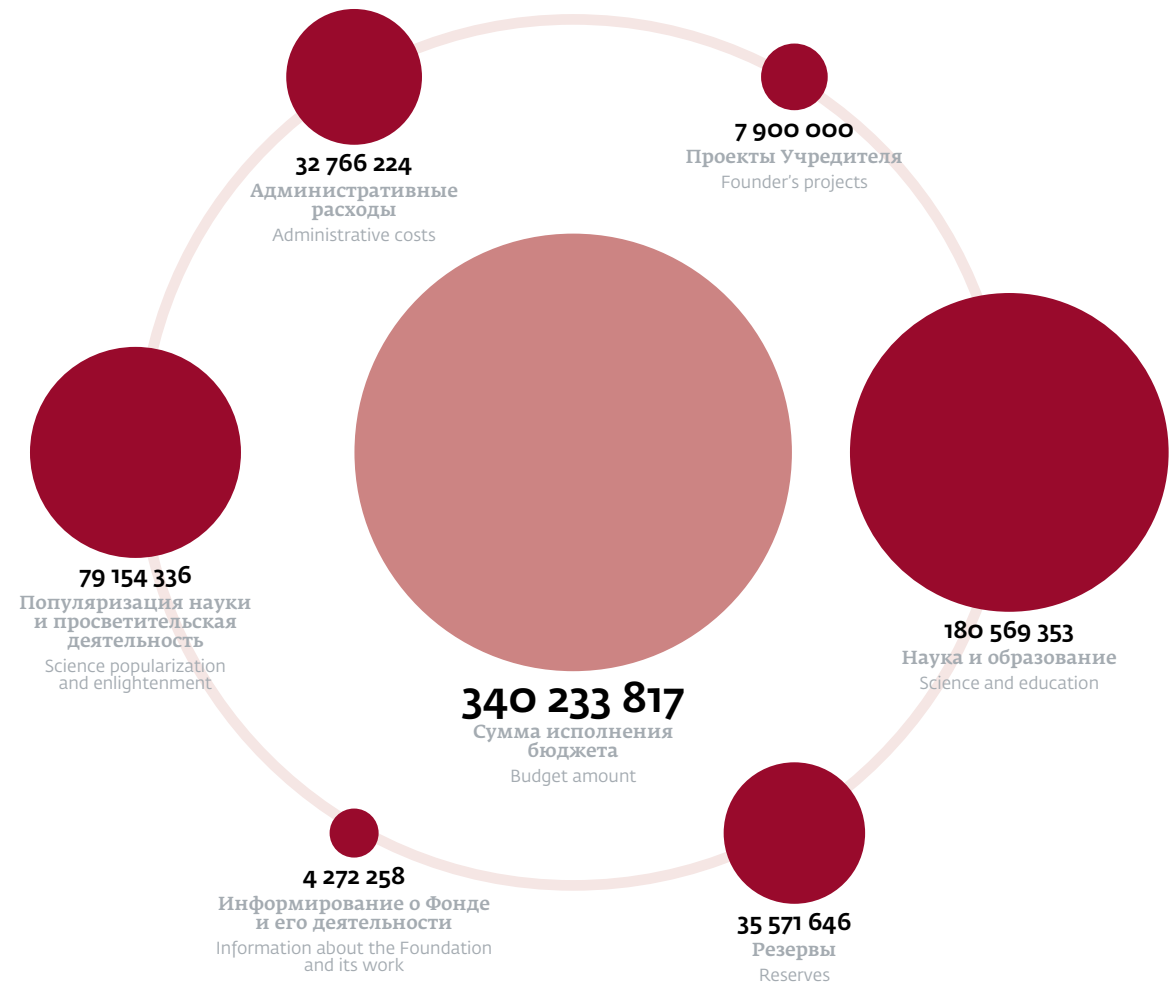 32 766 224
Административные
расходы
Administrative costs
7 900 000
Проекты Учредителя
Founder's projects
79 154 336
Популяризация науки
и просветительская
деятельность
Science popularization
and enlightenment
340 233 817
Сумма исполнения
бюджета
Budget amount
180 569 353
Наука и образование
Science and education
4 272 258
Информирование о Фонде
и его деятельности
Information about the Foundation
and its work
35 571 646
Резервы
Reserves